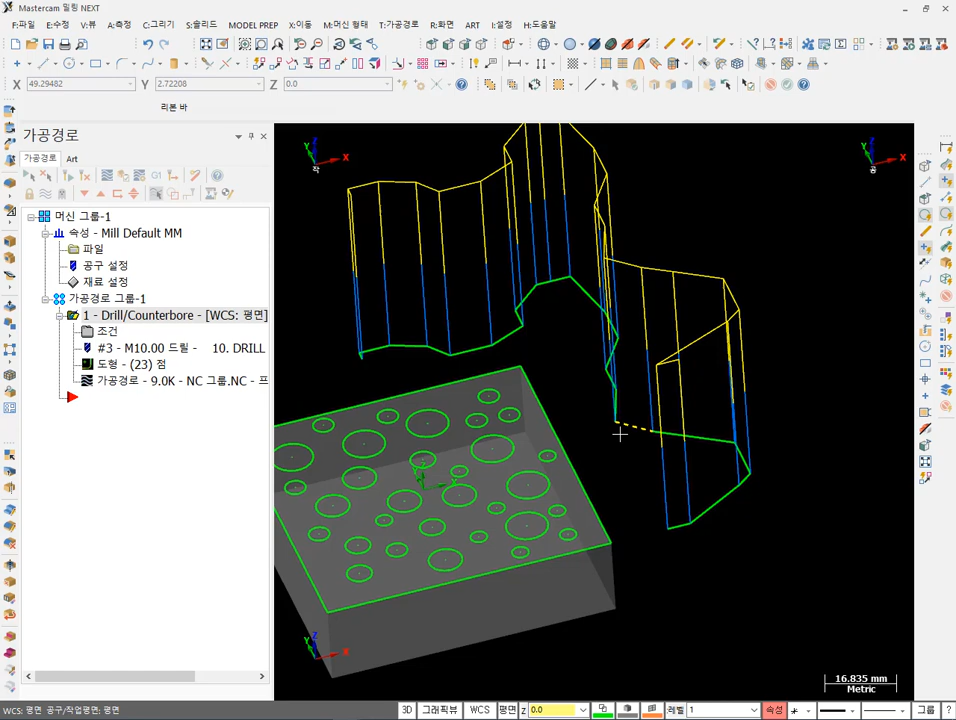 Mastercam 밀링 NEXT
F:파일 E:수정 V:뷰 A:측정 C:그리기 S:솔리드 MODEL PREP X:이동 M:머신 형태 T:가공경로 R:화면 ART I:설정 H:도움말
X 49.29482 Y 2.72208 Z 0.0
리본 바
가공경로
가공경로 Art
G1
머신 그룹-1
속성 - Mill Default MM
파일
공구 설정
재료 설정
가공경로 그룹-1
1 - Drill/Counterbore - [WCS: 평면]
조건
#3 - M10.00 드릴 - 10. DRILL
도형 - (23) 점
가공경로 - 9.0K - NC 그룹.NC - 프
16.835 mm
Metric
WCS: 평면 공구/작업평면: 평면
3D 그래픽뷰 WCS 평면 Z 0.0 레벨 1 속성 그룹 ?